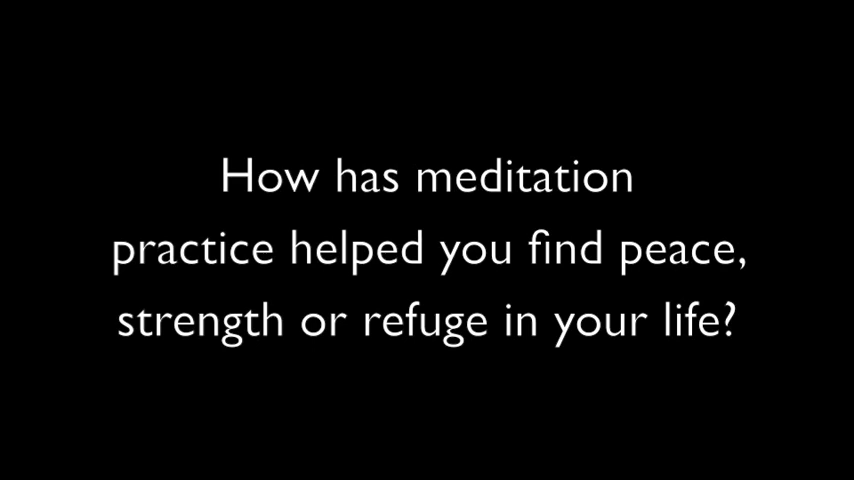 How has meditation
practice helped you find peace,
strength or refuge in your life?